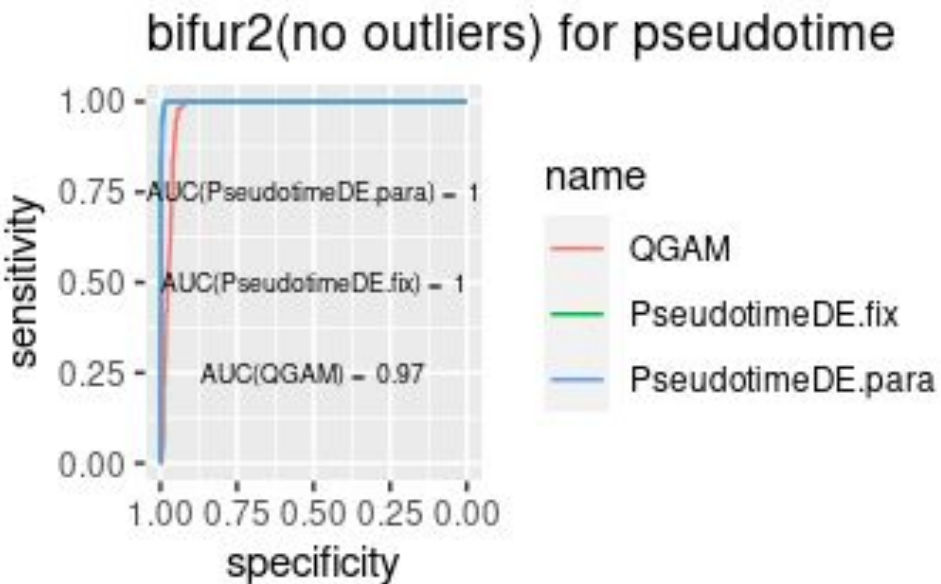 bifur2(no outliers) for pseudotime
sensitivity
1.00
0.75
0.50
0.25
0.00
AUC(PseudotimeDE.para) = 1
AUC(PseudotimeDE.fix) = 1
AUC(QGAM) = 0.97
1.00 0.75 0.50 0.25 0.00
specificity
name
QGAM
PseudotimeDE.fix
PseudotimeDE.para